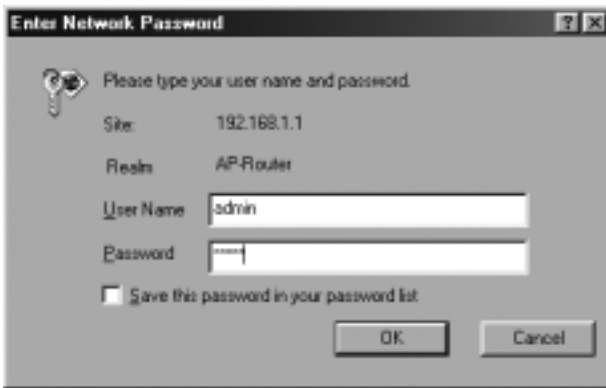 Enter Network Password
Please type your user name and password.
Site: 192.168.1.1
Realm AP-Router
User Name admin
Password *****
Save this password in your password list
OK Cancel